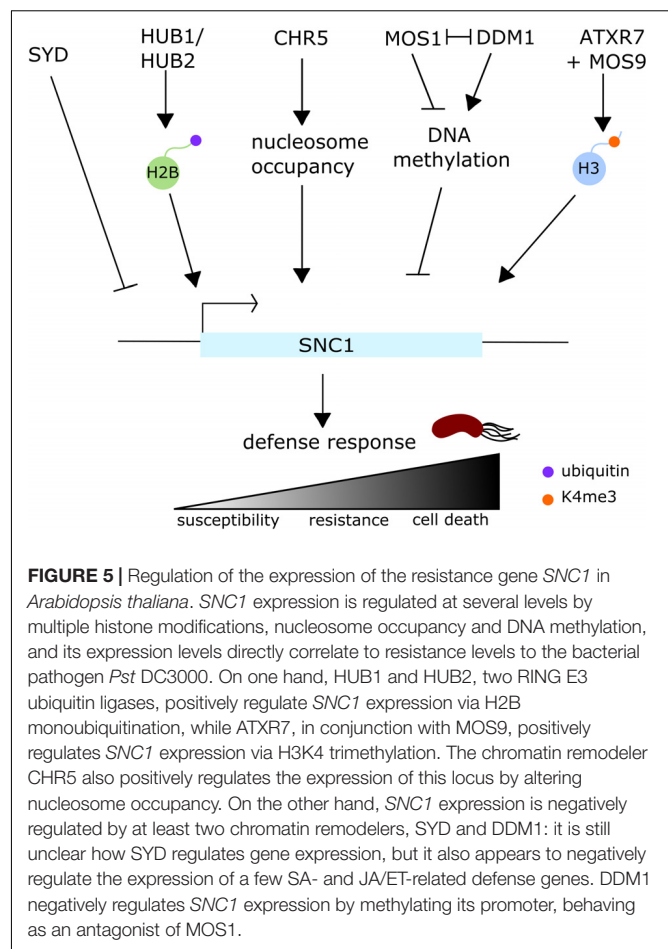 SYD
HUB1/
HUB2
CHR5
MOS1
DDM1
ATXR7
+ MOS9
H2B
nucleosome
occupancy
DNA
methylation
H3
SNC1
defense response
susceptibility
resistance
cell death
ubiquitin
K4me3
FIGURE 5 | Regulation of the expression of the resistance gene SNC1 in
Arabidopsis thaliana. SNC1 expression is regulated at several levels by
multiple histone modifications, nucleosome occupancy and DNA methylation,
and its expression levels directly correlate to resistance levels to the bacterial
pathogen Pst DC3000. On one hand, HUB1 and HUB2, two RING E3
ubiquitin ligases, positively regulate SNC1 expression via H2B
monoubiquitination, while ATXR7, in conjunction with MOS9, positively
regulates SNC1 expression via H3K4 trimethylation. The chromatin remodeler
CHR5 also positively regulates the expression of this locus by altering
nucleosome occupancy. On the other hand, SNC1 expression is negatively
regulated by at least two chromatin remodelers, SYD and DDM1: it is still
unclear how SYD regulates gene expression, but it also appears to negatively
regulate the expression of a few SA- and JA/ET-related defense genes. DDM1
negatively regulates SNC1 expression by methylating its promoter, behaving
as an antagonist of MOS1.